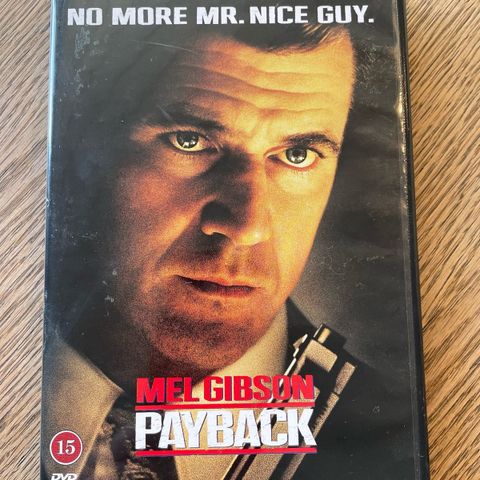 NO MORE MR. NICE GUY.
MEL GIBSON
PAYBACK
15
DVD